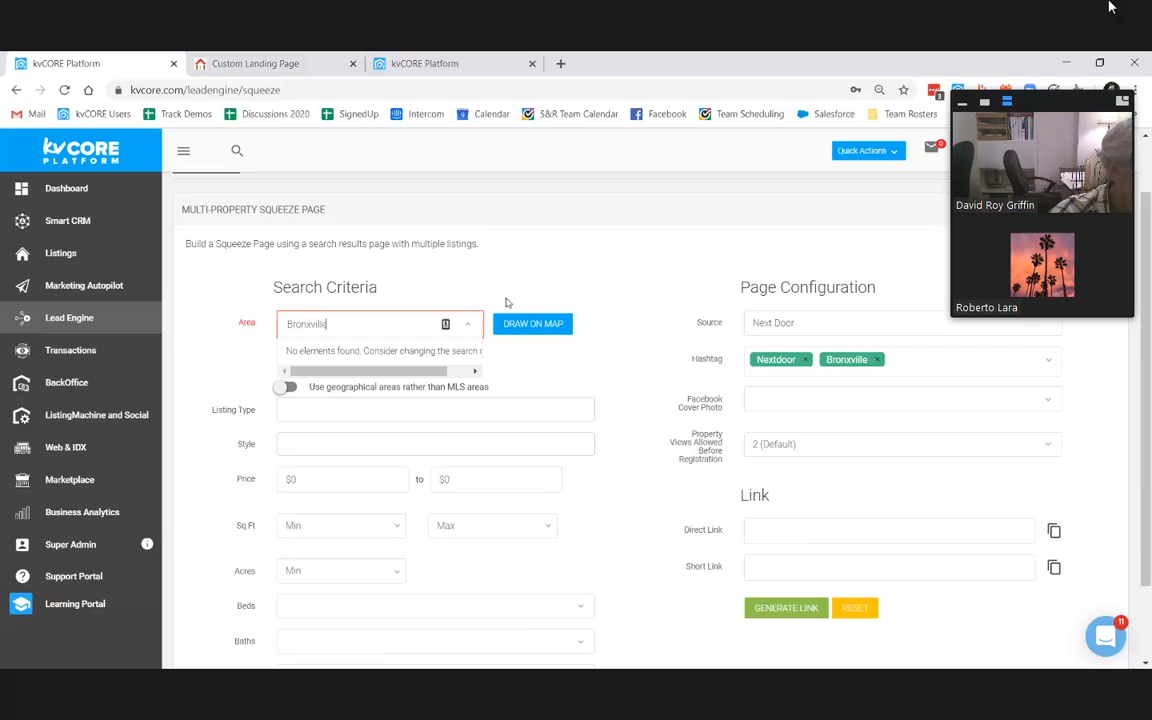 kvCORE Platform
Custom Landing Page
kvCORE Platform
kvcore.com/leadengine/squeeze
3
Mail
kvCORE Users
Track Demos
Discussions 2020
SignedUp
Intercom
Calendar
S&R Team Calendar
Facebook
Team Scheduling
Salesforce
Team Rosters
kvCORE
PLATFORM
Quick Actions
David Roy Griffin
Roberto Lara
Dashboard
Smart CRM
Listings
Marketing Autopilot
Lead Engine
Transactions
BackOffice
ListingMachine and Social
Web & IDX
Marketplace
Business Analytics
Super Admin
Support Portal
Learning Portal
MULTI-PROPERTY SQUEEZE PAGE
Build a Squeeze Page using a search results page with multiple listings.
Search Criteria
Area
Bronxville
DRAW ON MAP
No elements found. Consider changing the search
Use geographical areas rather than MLS areas
Listing Type
Style
Price
$0
to
$0
Sq Ft
Min
Max
Acres
Min
Beds
Baths
Page Configuration
Source
Next Door
Hashtag
Nextdoor ×
Bronxville ×
Facebook
Cover Photo
Property
Views Allowed
Before
Registration
2 (Default)
Link
Direct Link
Short Link
GENERATE LINK
RESET
11